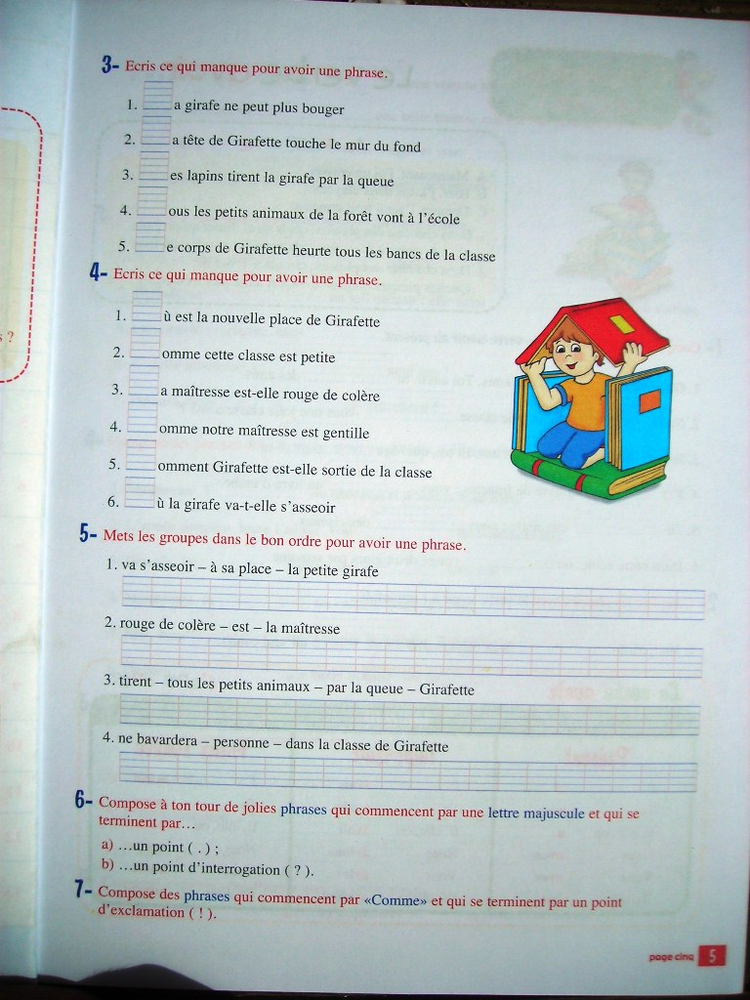 3- Ecris ce qui manque pour avoir une phrase.
1. a girafe ne peut plus bouger
2. a tête de Girafette touche le mur du fond
3. es lapins tirent la girafe par la queue
4. ous les petits animaux de la forêt vont à l'école
5. e corps de Girafette heurte tous les bancs de la classe
4- Ecris ce qui manque pour avoir une phrase.
1. ù est la nouvelle place de Girafette
2. omme cette classe est petite
3. a maîtresse est-elle rouge de colère
4. omme notre maîtresse est gentille
5. omment Girafette est-elle sortie de la classe
6. ù la girafe va-t-elle s'asseoir
5- Mets les groupes dans le bon ordre pour avoir une phrase.
1. va s'asseoir – à sa place – la petite girafe
2. rouge de colère – est – la maîtresse
3. tirent – tous les petits animaux – par la queue – Girafette
4. ne bavardera – personne – dans la classe de Girafette
6- Compose à ton tour de jolies phrases qui commencent par une lettre majuscule et qui se
terminent par…
a) …un point ( . ) ;
b) …un point d'interrogation ( ? ).
7- Compose des phrases qui commencent par «Comme» et qui se terminent par un point
d'exclamation ( ! ).
page cinq 5